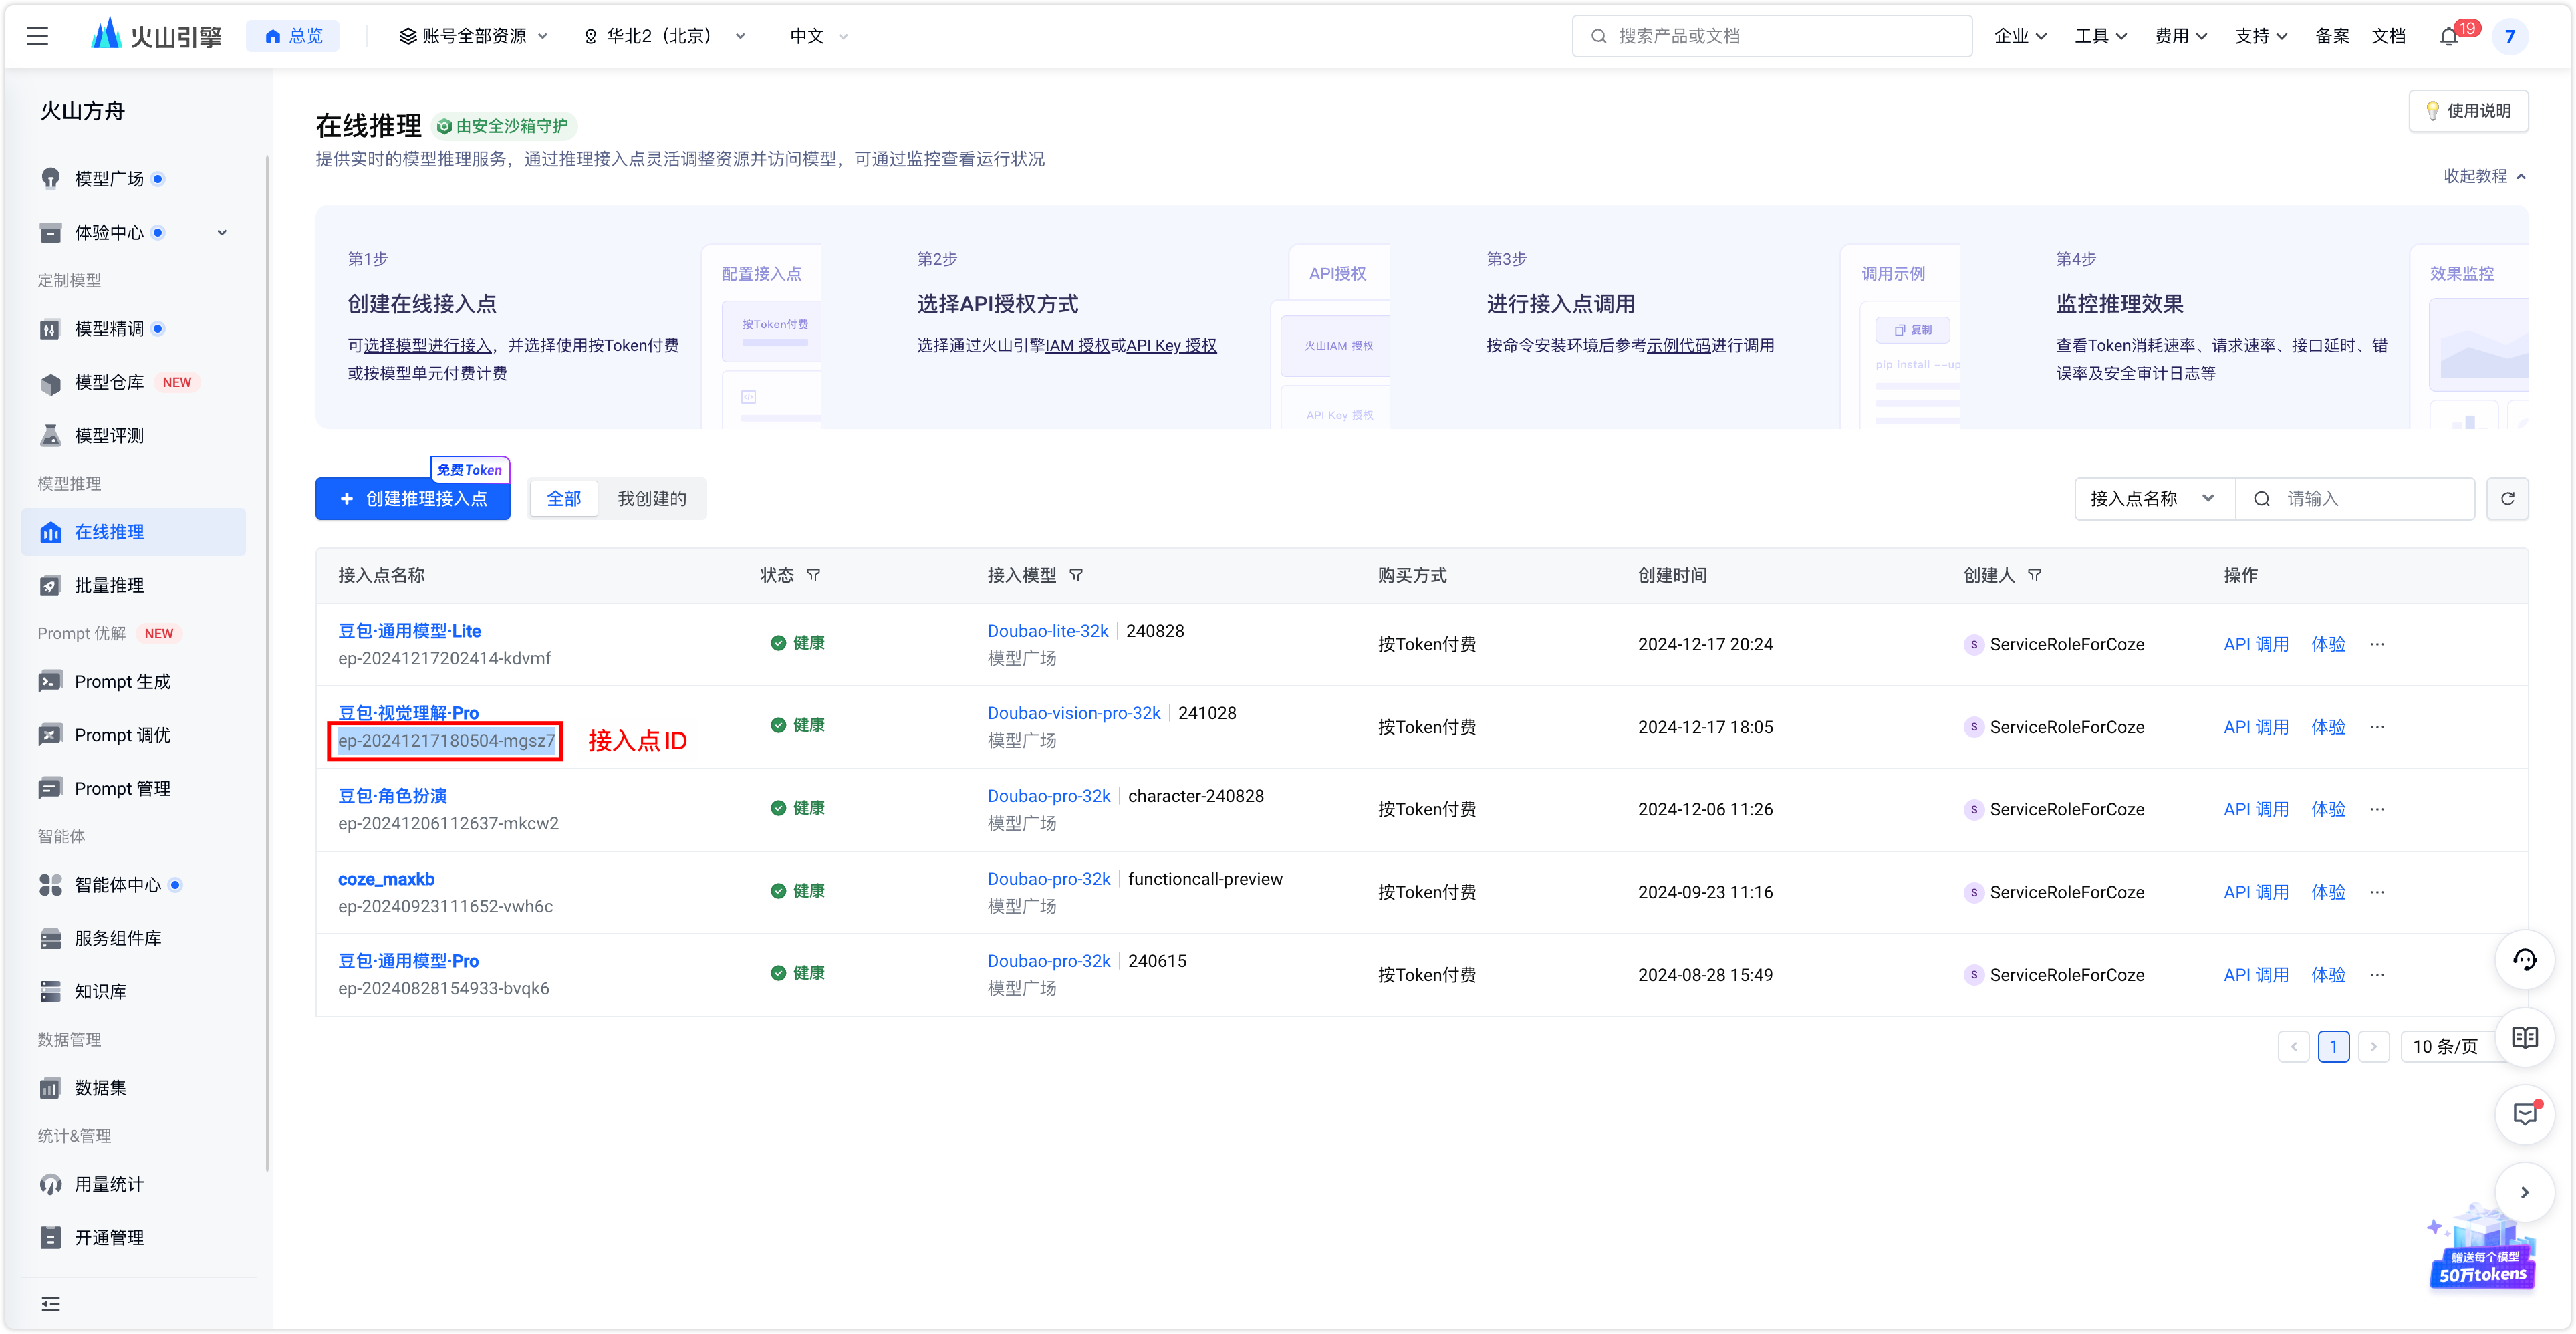 火山引擎
总览
账号全部资源
华北2（北京）
中文
搜索产品或文档
企业
工具
费用
支持
备案
文档
19
7
火山方舟
模型广场
体验中心
定制模型
模型精调
模型仓库 NEW
模型评测
模型推理
在线推理
批量推理
Prompt 优解 NEW
Prompt 生成
Prompt 调优
Prompt 管理
智能体
智能体中心
服务组件库
知识库
数据管理
数据集
统计&管理
用量统计
开通管理
在线推理 由安全沙箱守护
提供实时的模型推理服务，通过推理接入点灵活调整资源并访问模型，可通过监控查看运行状况
使用说明
收起教程
第1步
创建在线接入点
可选择模型进行接入，并选择使用按Token付费
或按模型单元付费计费
配置接入点
按Token付费
第2步
选择API授权方式
选择通过火山引擎IAM 授权或API Key 授权
API授权
火山IAM 授权
API Key 授权
第3步
进行接入点调用
按命令安装环境后参考示例代码进行调用
调用示例
复制
pip install --up
第4步
监控推理效果
查看Token消耗速率、请求速率、接口延时、错
误率及安全审计日志等
效果监控
免费Token
+ 创建推理接入点
全部
我创建的
接入点名称
请输入
接入点名称 状态 接入模型 购买方式 创建时间 创建人 操作
豆包·通用模型·Lite
ep-20241217202414-kdvmf
健康
Doubao-lite-32k | 240828
模型广场
按Token付费
2024-12-17 20:24
S ServiceRoleForCoze
API 调用 体验 ···
豆包·视觉理解·Pro
ep-20241217180504-mgsz7
接入点ID
健康
Doubao-vision-pro-32k | 241028
模型广场
按Token付费
2024-12-17 18:05
S ServiceRoleForCoze
API 调用 体验 ···
豆包·角色扮演
ep-20241206112637-mkcw2
健康
Doubao-pro-32k | character-240828
模型广场
按Token付费
2024-12-06 11:26
S ServiceRoleForCoze
API 调用 体验 ···
coze_maxkb
ep-20240923111652-vwh6c
健康
Doubao-pro-32k | functioncall-preview
模型广场
按Token付费
2024-09-23 11:16
S ServiceRoleForCoze
API 调用 体验 ···
豆包·通用模型·Pro
ep-20240828154933-bvqk6
健康
Doubao-pro-32k | 240615
模型广场
按Token付费
2024-08-28 15:49
S ServiceRoleForCoze
API 调用 体验 ···
1
10 条/页
赠送每个模型
50万tokens